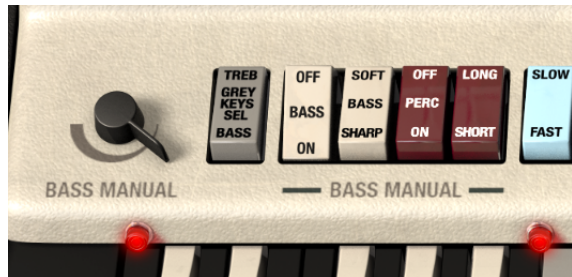 TREB
GREY
KEYS
SEL
BASS
OFF
BASS
ON
SOFT
BASS
SHARP
OFF
PERC
ON
LONG
SHORT
SLOW
FAST
BASS MANUAL
BASS MANUAL